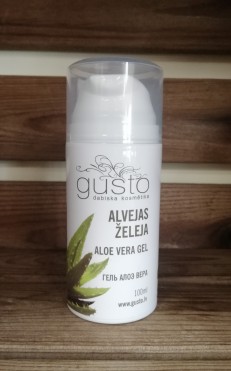 gusto
dabiska kosmētika
ALVEJAS
ŽELEJA
ALOE VERA GEL
ГЕЛЬ АЛОЭ ВЕРА
100ml
www.gusto.lv